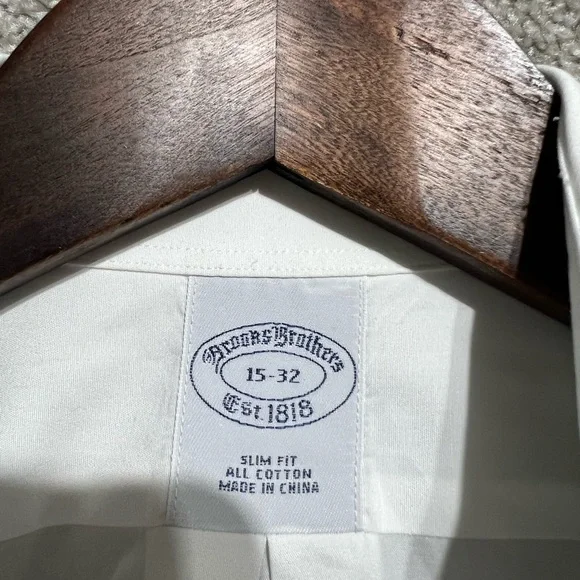 Brooks Brothers
15-32
Est. 1818
SLIM FIT
ALL COTTON
MADE IN CHINA